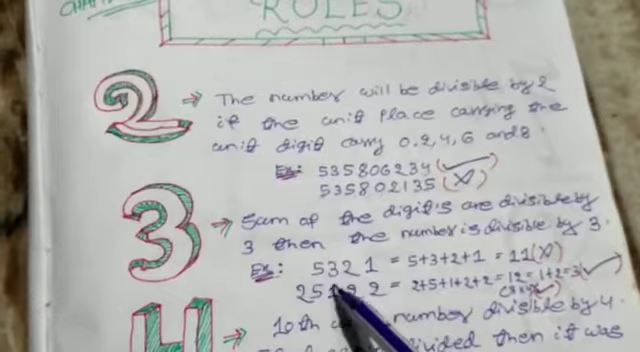 RULES
2 ⇒ The number will be divisible by 2
if the unit place carrying the
unit digit carry 0,2,4,6 and 8.
Ex: 535806234 (✓)
535802135 (X)
3 ⇒ Sum of the digit's are divisible by
3 then the number is divisible by 3.
Ex: 5321 = 5+3+2+1 = 11 (X)
= 2+5+1+2+2 = 12 = 1+2=3 ✓
4 ⇒ 10th number divisible by 4.
divided then it was